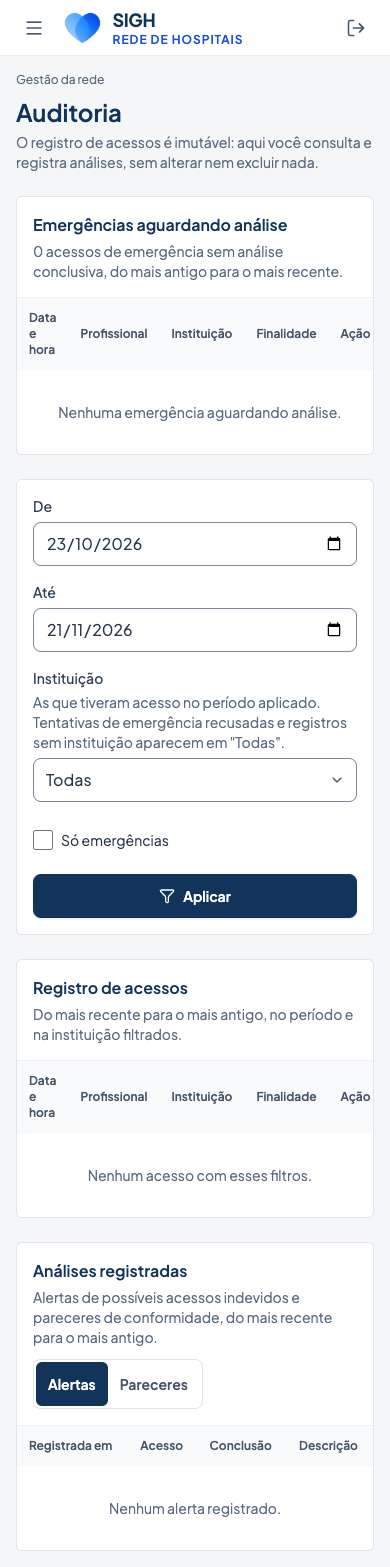 SIGH
REDE DE HOSPITAIS
Gestão da rede
Auditoria
O registro de acessos é imutável: aqui você consulta e
registra análises, sem alterar nem excluir nada.
Emergências aguardando análise
0 acessos de emergência sem análise
conclusiva, do mais antigo para o mais recente.
Data
e
hora
Profissional
Instituição
Finalidade
Ação
Nenhuma emergência aguardando análise.
De
23/10/2026
Até
21/11/2026
Instituição
As que tiveram acesso no período aplicado.
Tentativas de emergência recusadas e registros
sem instituição aparecem em "Todas".
Todas
Só emergências
Aplicar
Registro de acessos
Do mais recente para o mais antigo, no período e
na instituição filtrados.
Data
e
hora
Profissional
Instituição
Finalidade
Ação
Nenhum acesso com esses filtros.
Análises registradas
Alertas de possíveis acessos indevidos e
pareceres de conformidade, do mais recente
para o mais antigo.
Alertas
Pareceres
Registrada em
Acesso
Conclusão
Descrição
Nenhum alerta registrado.